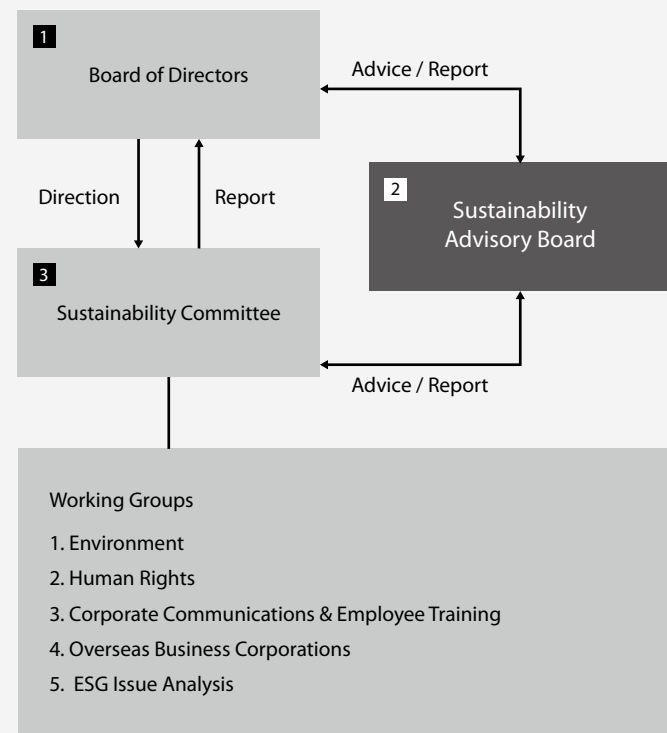 1
Board of Directors
Advice / Report
Direction
Report
2
Sustainability
Advisory Board
3
Sustainability Committee
Advice / Report
Working Groups
1. Environment
2. Human Rights
3. Corporate Communications & Employee Training
4. Overseas Business Corporations
5. ESG Issue Analysis